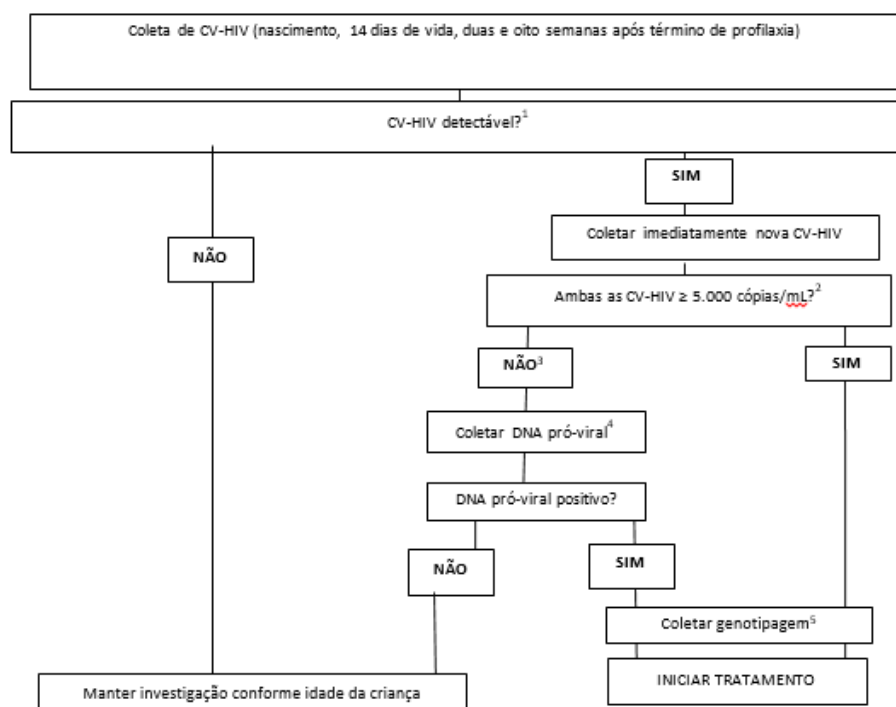 Coleta de CV-HIV (nascimento, 14 dias de vida, duas e oito semanas após término de profilaxia)
CV-HIV detectável?¹
SIM
Coletar imediatamente nova CV-HIV
NÃO
Ambas as CV-HIV ≥ 5.000 cópias/mL?²
NÃO³
SIM
Coletar DNA pró-viral⁴
DNA pró-viral positivo?
NÃO
SIM
Coletar genotipagem⁵
INICIAR TRATAMENTO
Manter investigação conforme idade da criança